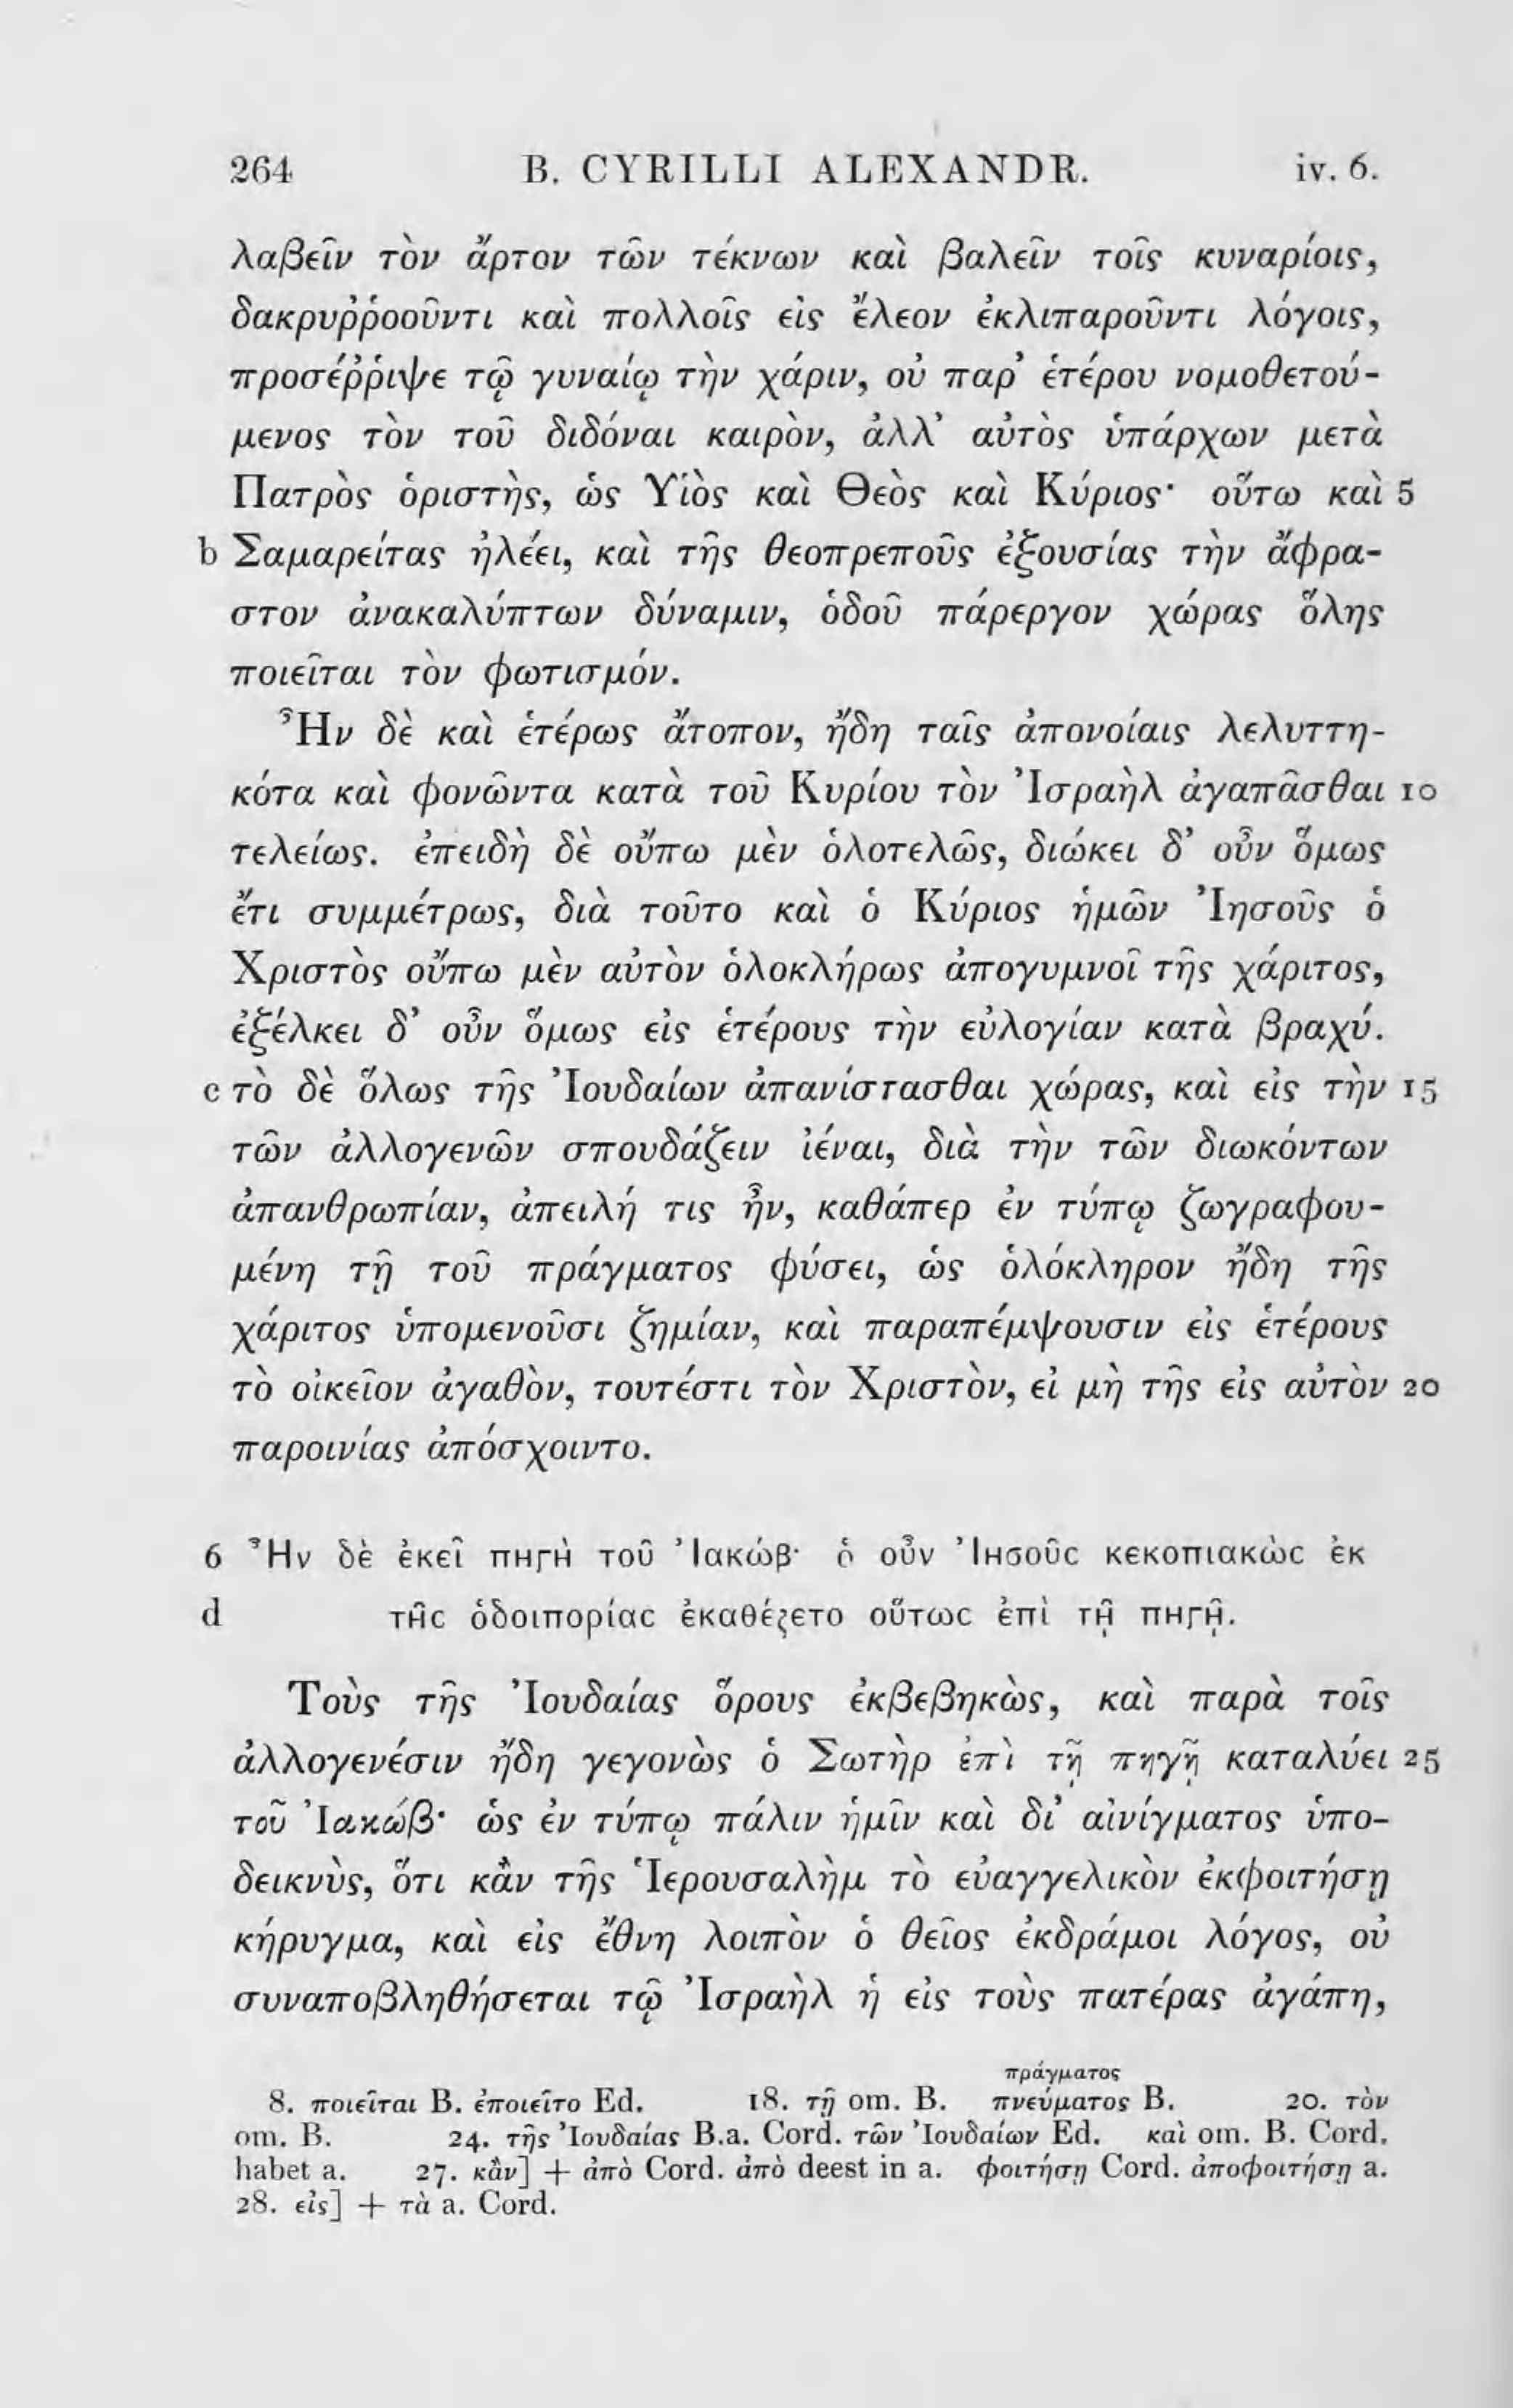 264 B. CYRILLI ALEXANDR. iv. 6.
λαβεῖν τὸν ἄρτον τῶν τέκνων καὶ βαλεῖν τοῖς κυναρίοις,
δακρυῤῥοοῦντι καὶ πολλοῖς εἰς ἔλεον ἐκλιπαροῦντι λόγοις,
προσέῤῥιψε τῷ γυναίῳ τὴν χάριν, οὐ παρ’ ἑτέρου νομοθετού-
μενος τὸν τοῦ διδόναι καιρὸν, ἀλλ’ αὐτὸς ὑπάρχων μετὰ
Πατρὸς ὁριστὴς, ὡς Υἱὸς καὶ Θεὸς καὶ Κύριος· οὕτω καὶ 5
b Σαμαρείτας ἠλέει, καὶ τῆς θεοπρεποῦς ἐξουσίας τὴν ἄφρα-
στον ἀνακαλύπτων δύναμιν, ὁδοῦ πάρεργον χώρας ὅλης
ποιεῖται τὸν φωτισμόν.
Ἦν δὲ καὶ ἑτέρως ἄτοπον, ἤδη ταῖς ἀπονοίαις λελυττη-
κότα καὶ φονῶντα κατὰ τοῦ Κυρίου τὸν Ἰσραὴλ ἀγαπᾶσθαι 10
τελείως. ἐπειδὴ δὲ οὔπω μὲν ὁλοτελῶς, διώκει δ’ οὖν ὅμως
ἔτι συμμέτρως, διὰ τοῦτο καὶ ὁ Κύριος ἡμῶν Ἰησοῦς ὁ
Χριστὸς οὔπω μὲν αὐτὸν ὁλοκλήρως ἀπογυμνοῖ τῆς χάριτος,
ἐξέλκει δ’ οὖν ὅμως εἰς ἑτέρους τὴν εὐλογίαν κατὰ βραχύ.
c τὸ δὲ ὅλως τῆς Ἰουδαίων ἀπανίστασθαι χώρας, καὶ εἰς τὴν 15
τῶν ἀλλογενῶν σπουδάζειν ἰέναι, διὰ τὴν τῶν διωκόντων
ἀπανθρωπίαν, ἀπειλή τις ἦν, καθάπερ ἐν τύπῳ ζωγραφου-
μένη τῇ τοῦ πράγματος φύσει, ὡς ὁλόκληρον ἤδη τῆς
χάριτος ὑπομενοῦσι ζημίαν, καὶ παραπέμψουσιν εἰς ἑτέρους
τὸ οἰκεῖον ἀγαθὸν, τουτέστι τὸν Χριστὸν, εἰ μὴ τῆς εἰς αὐτὸν 20
παροινίας ἀπόσχοιντο.
6 Ἦν δὲ ἐκεῖ πηγὴ τοῦ Ἰακώβ· ὁ οὖν Ἰησοῦς κεκοπιακὼς ἐκ
d τῆς ὁδοιπορίας ἐκαθέζετο οὕτως ἐπὶ τῇ πηγῇ.
Τοὺς τῆς Ἰουδαίας ὅρους ἐκβεβηκὼς, καὶ παρὰ τοῖς
ἀλλογενέσιν ἤδη γεγονὼς ὁ Σωτὴρ ἐπὶ τῇ πηγῇ καταλύει 25
τοῦ Ἰακώβ· ὡς ἐν τύπῳ πάλιν ἡμῖν καὶ δι’ αἰνίγματος ὑπο-
δεικνὺς, ὅτι κἂν τῆς Ἱερουσαλὴμ τὸ εὐαγγελικὸν ἐκφοιτήσῃ
κήρυγμα, καὶ εἰς ἔθνη λοιπὸν ὁ θεῖος ἐκδράμοι λόγος, οὐ
συναποβληθήσεται τῷ Ἰσραὴλ ἡ εἰς τοὺς πατέρας ἀγάπη,
πράγματος
8. ποιεῖται B. ἐποιεῖτο Ed. 18. τῇ om. B. πνεύματος B. 20. τὸν
om. B. 24. τῆς Ἰουδαίας B.a. Cord. τῶν Ἰουδαίων Ed. καὶ om. B. Cord.
habet a. 27. κἂν] + ἀπὸ Cord. ἀπὸ deest in a. φοιτήσῃ Cord. ἀποφοιτήσῃ a.
28. εἰς] + τὰ a. Cord.